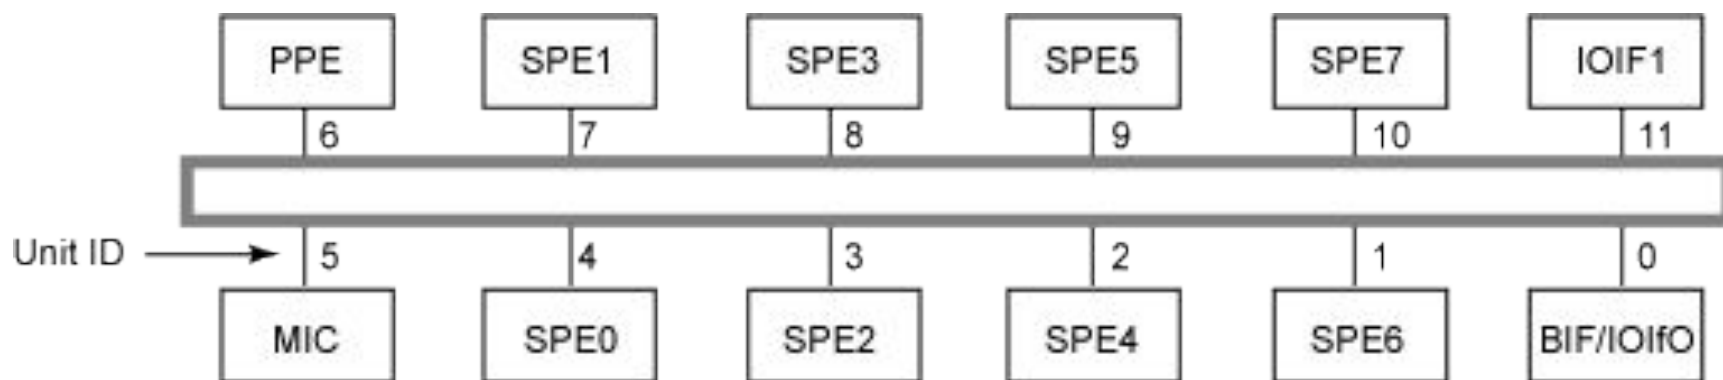 PPE SPE1 SPE3 SPE5 SPE7 IOIF1
6 7 8 9 10 11
Unit ID 5 4 3 2 1 0
MIC SPE0 SPE2 SPE4 SPE6 BIF/IOIfO